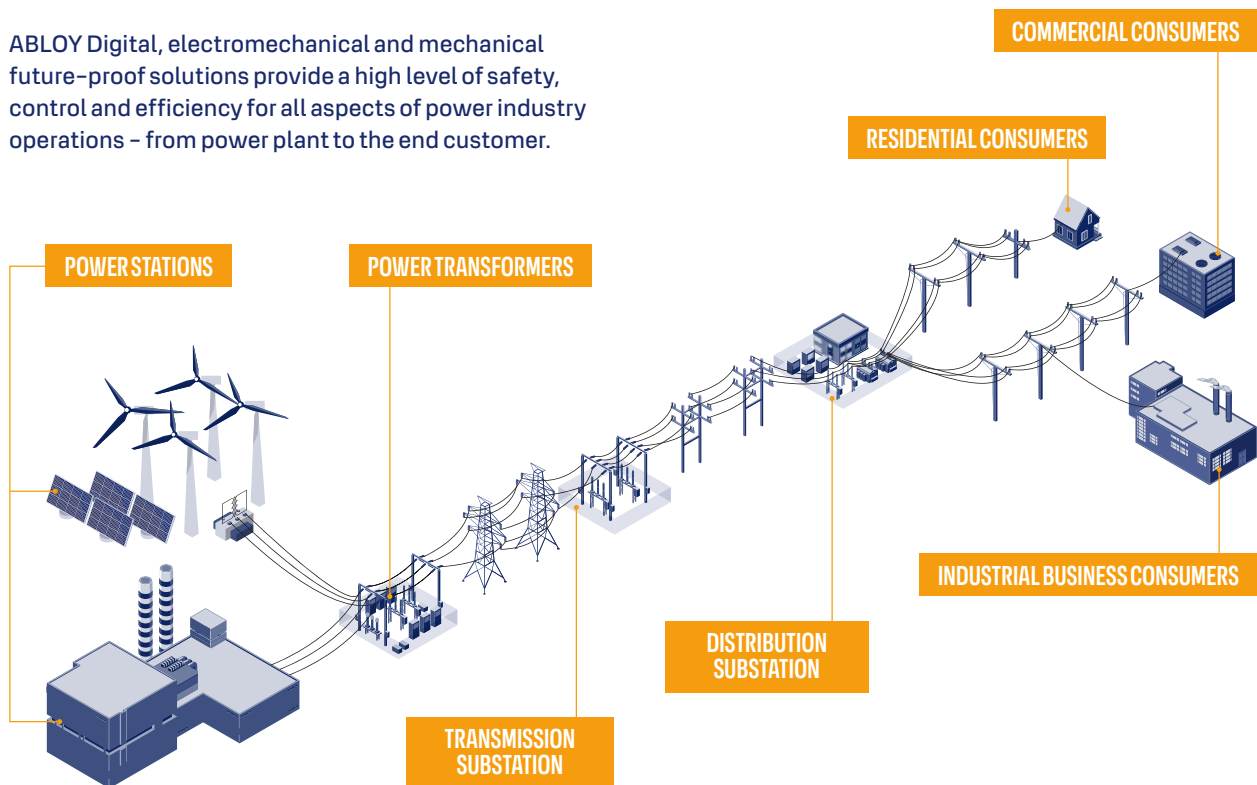 ABLOY Digital, electromechanical and mechanical
future-proof solutions provide a high level of safety,
control and efficiency for all aspects of power industry
operations – from power plant to the end customer.
COMMERCIAL CONSUMERS
RESIDENTIAL CONSUMERS
POWER STATIONS
POWER TRANSFORMERS
INDUSTRIAL BUSINESS CONSUMERS
DISTRIBUTION
SUBSTATION
TRANSMISSION
SUBSTATION